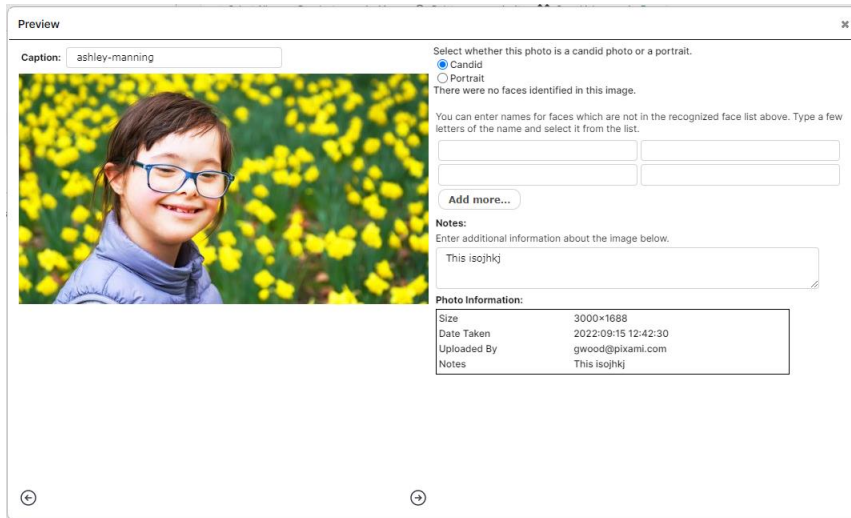 Preview
Caption: ashley-manning
Select whether this photo is a candid photo or a portrait.
Candid
Portrait
There were no faces identified in this image.
You can enter names for faces which are not in the recognized face list above. Type a few
letters of the name and select it from the list.
Add more...
Notes:
Enter additional information about the image below.
This isojhkj
Photo Information:
Size 3000×1688
Date Taken 2022:09:15 12:42:30
Uploaded By gwood@pixami.com
Notes This isojhkj